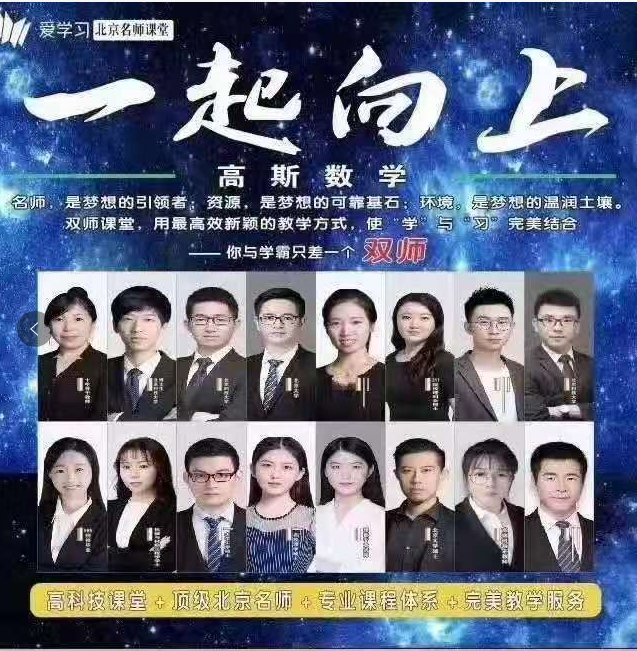 爱学习 北京名师课堂
一起向上
高斯数学
名师,是梦想的引领者;资源,是梦想的可靠基石;环境,是梦想的温润土壤。
双师课堂,用最高效新颖的教学方式,使“学”与“习”完美结合
—— 你与学霸只差一个 双师
高科技课堂 + 顶级北京名师 + 专业课程体系 + 完美教学服务